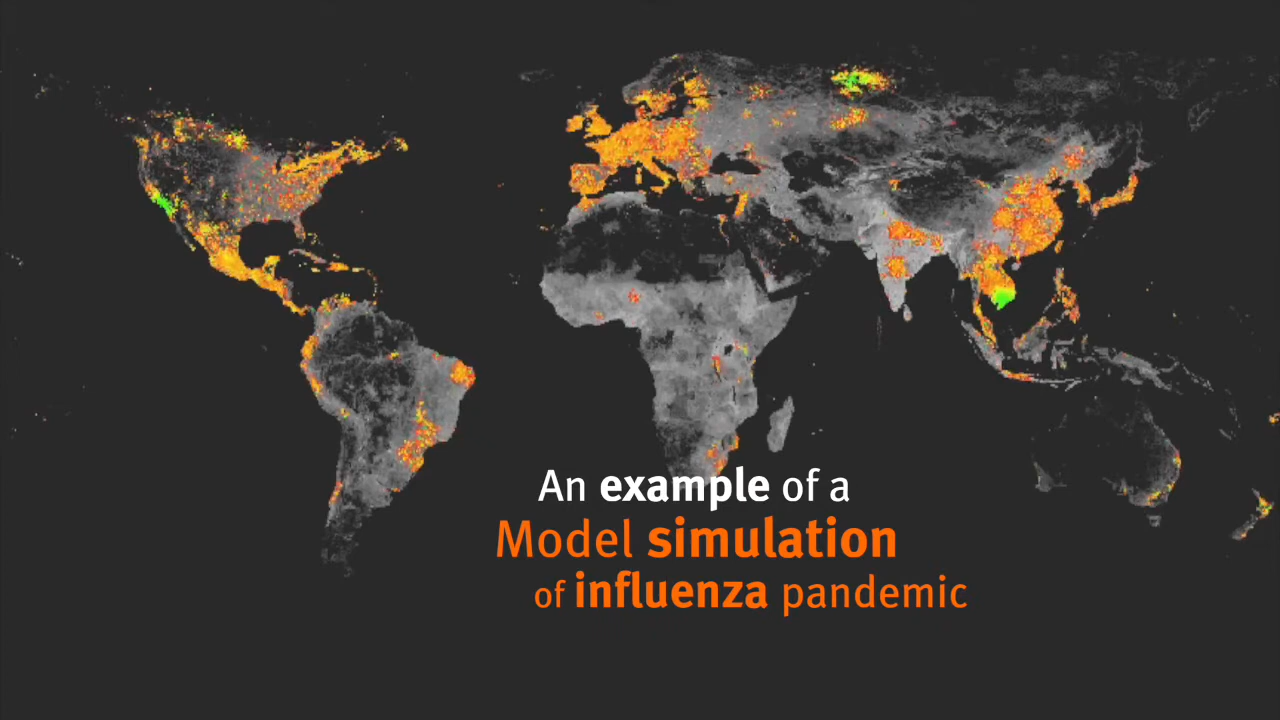 An example of a
Model simulation
of influenza pandemic